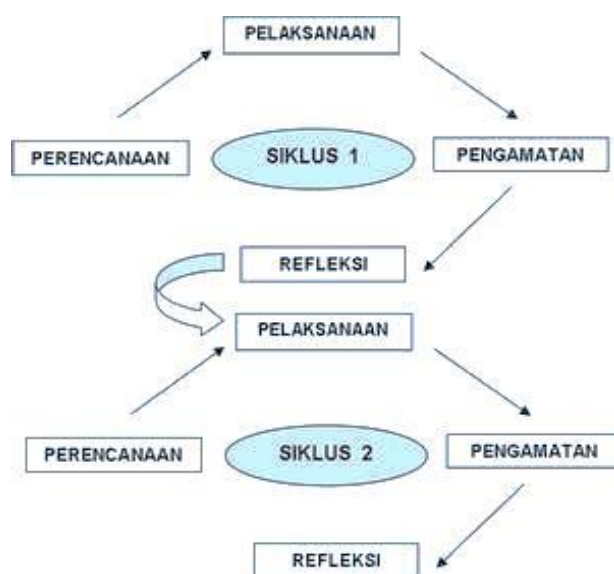 PELAKSANAAN
PERENCANAAN
SIKLUS 1
PENGAMATAN
REFLEKSI
PELAKSANAAN
PERENCANAAN
SIKLUS 2
PENGAMATAN
REFLEKSI